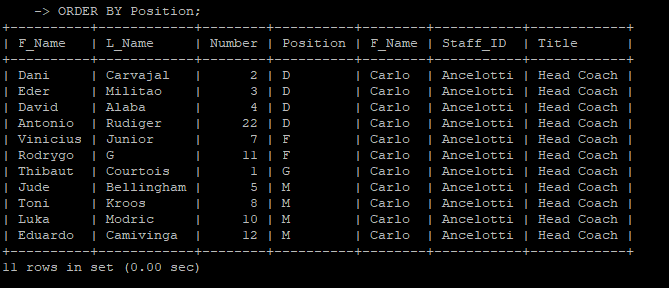 -> ORDER BY Position;
+----------+------------+--------+----------+--------+-----------+------------+
| F_Name   | L_Name     | Number | Position | F_Name | Staff_ID  | Title      |
+----------+------------+--------+----------+--------+-----------+------------+
| Dani     | Carvajal   |      2 | D        | Carlo  | Ancelotti | Head Coach |
| Eder     | Militao    |      3 | D        | Carlo  | Ancelotti | Head Coach |
| David    | Alaba      |      4 | D        | Carlo  | Ancelotti | Head Coach |
| Antonio  | Rudiger    |     22 | D        | Carlo  | Ancelotti | Head Coach |
| Vinicius | Junior     |      7 | F        | Carlo  | Ancelotti | Head Coach |
| Rodrygo  | G          |     11 | F        | Carlo  | Ancelotti | Head Coach |
| Thibaut  | Courtois   |      1 | G        | Carlo  | Ancelotti | Head Coach |
| Jude     | Bellingham |      5 | M        | Carlo  | Ancelotti | Head Coach |
| Toni     | Kroos      |      8 | M        | Carlo  | Ancelotti | Head Coach |
| Luka     | Modric     |     10 | M        | Carlo  | Ancelotti | Head Coach |
| Eduardo  | Camivinga  |     12 | M        | Carlo  | Ancelotti | Head Coach |
+----------+------------+--------+----------+--------+-----------+------------+
11 rows in set (0.00 sec)